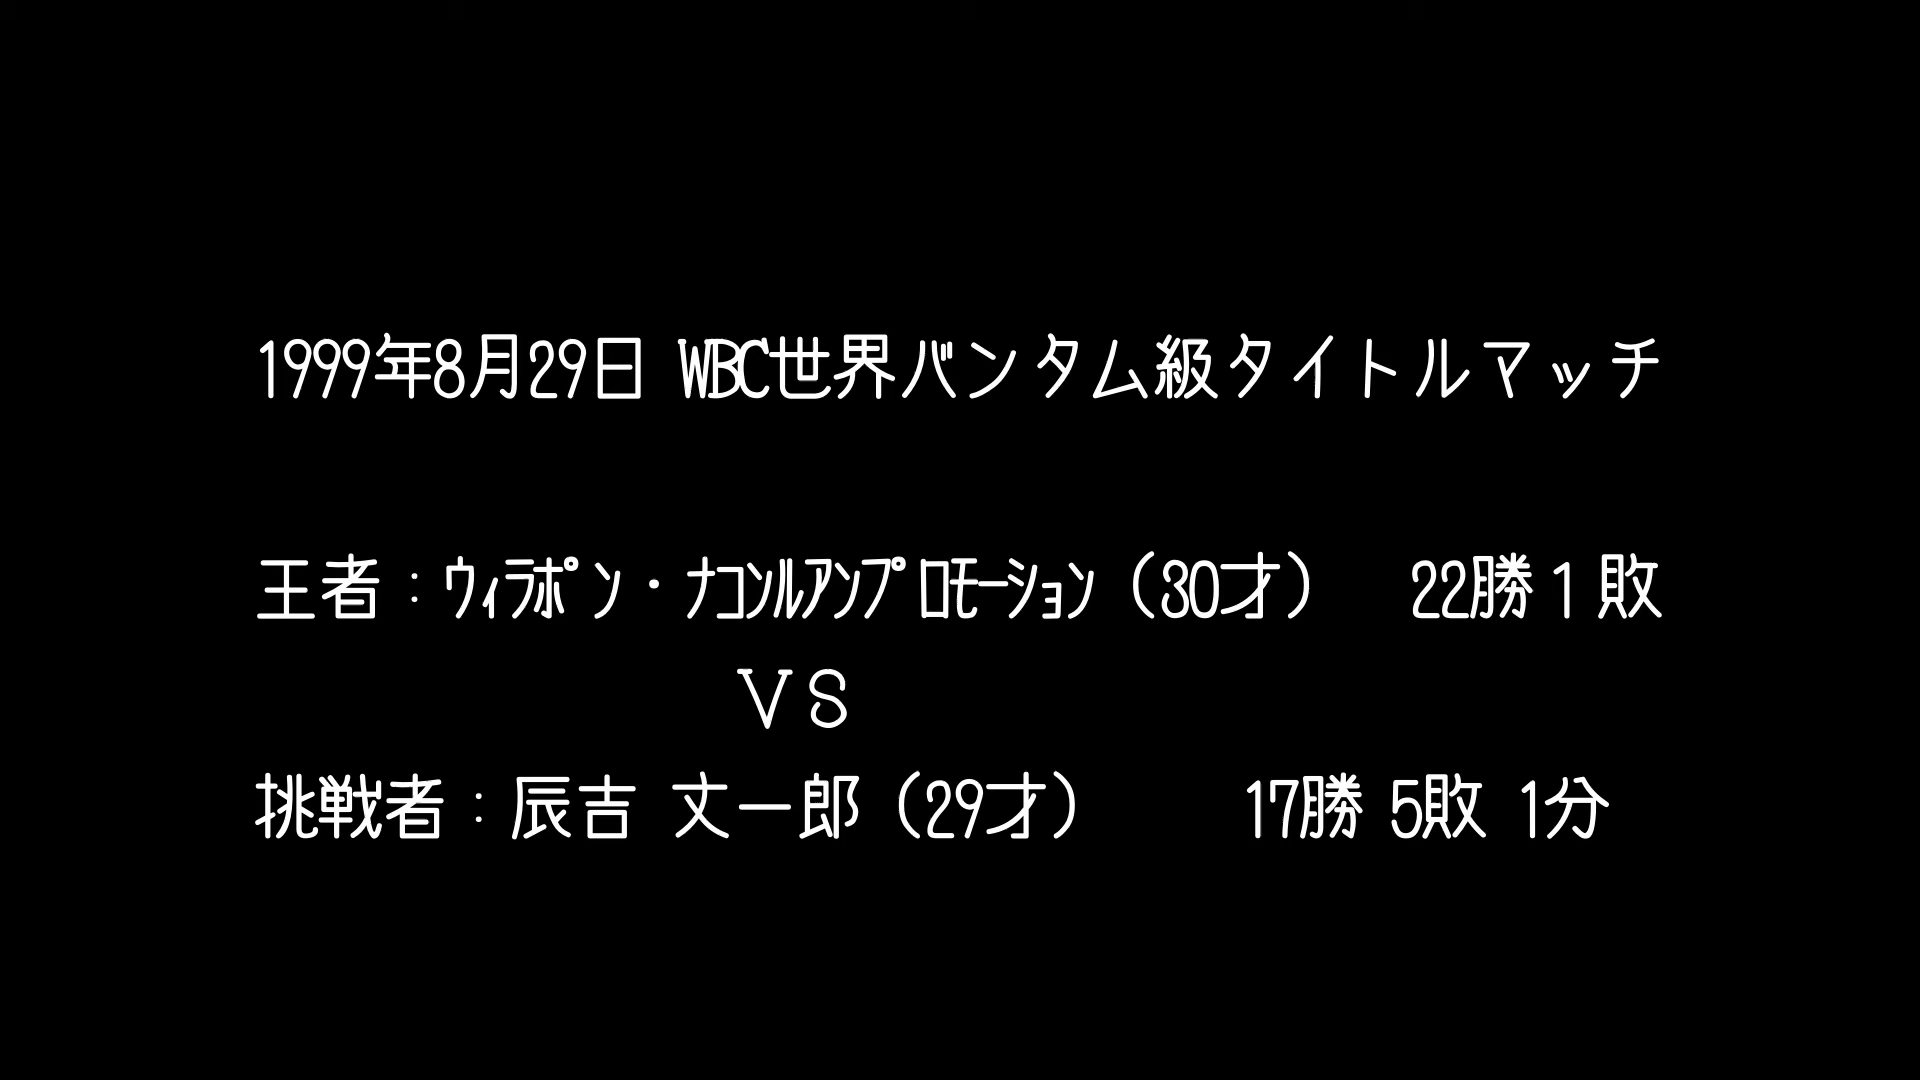 1999年8月29日 WBC世界バンタム級タイトルマッチ
王者：ｳｨﾗﾎﾟﾝ・ﾅｺﾝﾙｱﾝﾌﾟﾛﾓｰｼｮﾝ（30才）　22勝１敗
ＶＳ
挑戦者：辰吉 丈一郎（29才）　17勝 5敗 1分